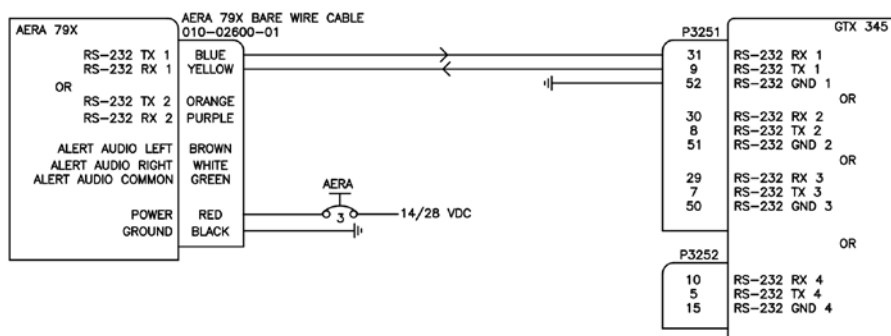 AERA 79X
AERA 79X BARE WIRE CABLE
010-02600-01
RS-232 TX 1 BLUE
RS-232 RX 1 YELLOW
OR
RS-232 TX 2 ORANGE
RS-232 RX 2 PURPLE
ALERT AUDIO LEFT BROWN
ALERT AUDIO RIGHT WHITE
ALERT AUDIO COMMON GREEN
POWER RED
GROUND BLACK
AERA
3
14/28 VDC
P3251
GTX 345
31 RS-232 RX 1
9 RS-232 TX 1
52 RS-232 GND 1
OR
30 RS-232 RX 2
8 RS-232 TX 2
51 RS-232 GND 2
OR
29 RS-232 RX 3
7 RS-232 TX 3
50 RS-232 GND 3
OR
P3252
10 RS-232 RX 4
5 RS-232 TX 4
15 RS-232 GND 4